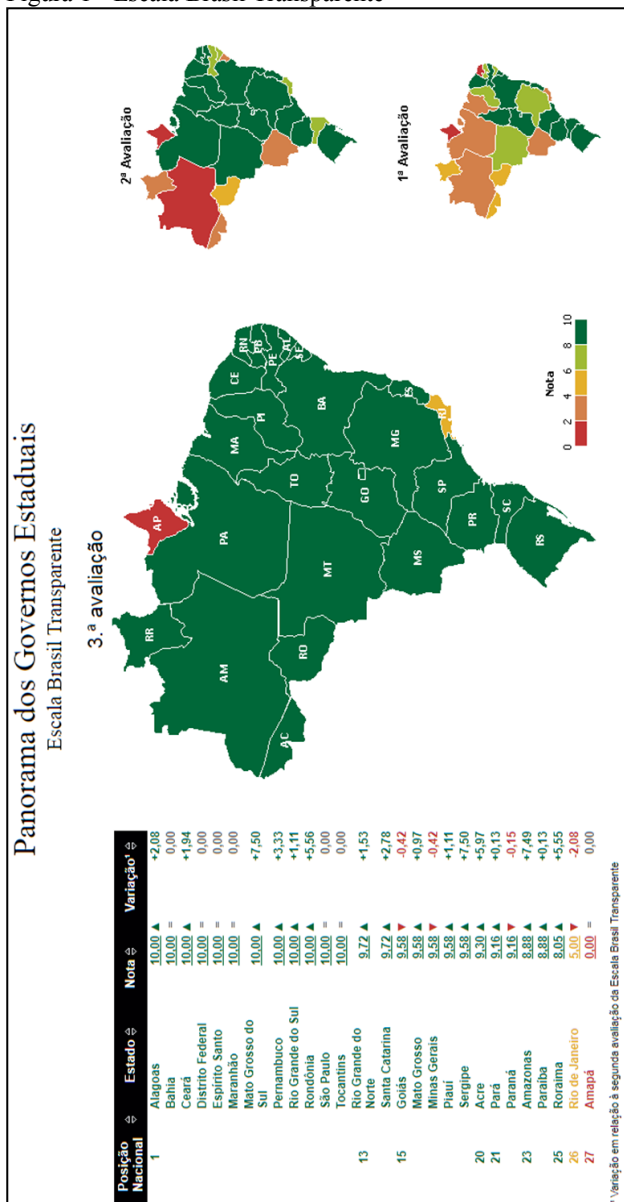 Figura 1 - Escala Brasil Transparente
Panorama dos Governos Estaduais
Escala Brasil Transparente
Posição Nacional Estado Nota Variação¹
1 Alagoas 10,00 ▲ +2,08
Bahia 10,00 = 0,00
Ceará 10,00 ▲ +1,94
Distrito Federal 10,00 = 0,00
Espírito Santo 10,00 = 0,00
Maranhão 10,00 = 0,00
Mato Grosso do Sul 10,00 ▲ +7,50
Pernambuco 10,00 ▲ +3,33
Rio Grande do Sul 10,00 ▲ +1,11
Rondônia 10,00 ▲ +5,56
São Paulo 10,00 = 0,00
Tocantins 10,00 = 0,00
13 Rio Grande do Norte 9,72 ▲ +1,53
Santa Catarina 9,72 ▲ +2,78
15 Goiás 9,58 ▼ -0,42
Mato Grosso 9,58 ▲ +0,97
Minas Gerais 9,58 ▼ -0,42
Piauí 9,58 ▲ +1,11
Sergipe 9,58 ▲ +7,50
20 Acre 9,30 ▲ +5,97
21 Pará 9,16 ▲ +0,13
Paraná 9,16 ▼ -0,15
23 Amazonas 8,88 ▲ +7,49
Paraíba 8,88 ▲ +0,13
25 Roraima 8,05 ▲ +5,55
26 Rio de Janeiro 5,00 ▼ -2,08
27 Amapá 0,00 = 0,00
¹ Variação em relação à segunda avaliação da Escala Brasil Transparente
3.ª avaliação
RR
AP
AM
PA
MA
CE
RN
PB
PE
AL
SE
PI
AC
RO
MT
TO
BA
GO
MG
ES
MS
SP
RJ
PR
SC
RS
Nota
0 2 4 6 8 10
2ª Avaliação
1ª Avaliação